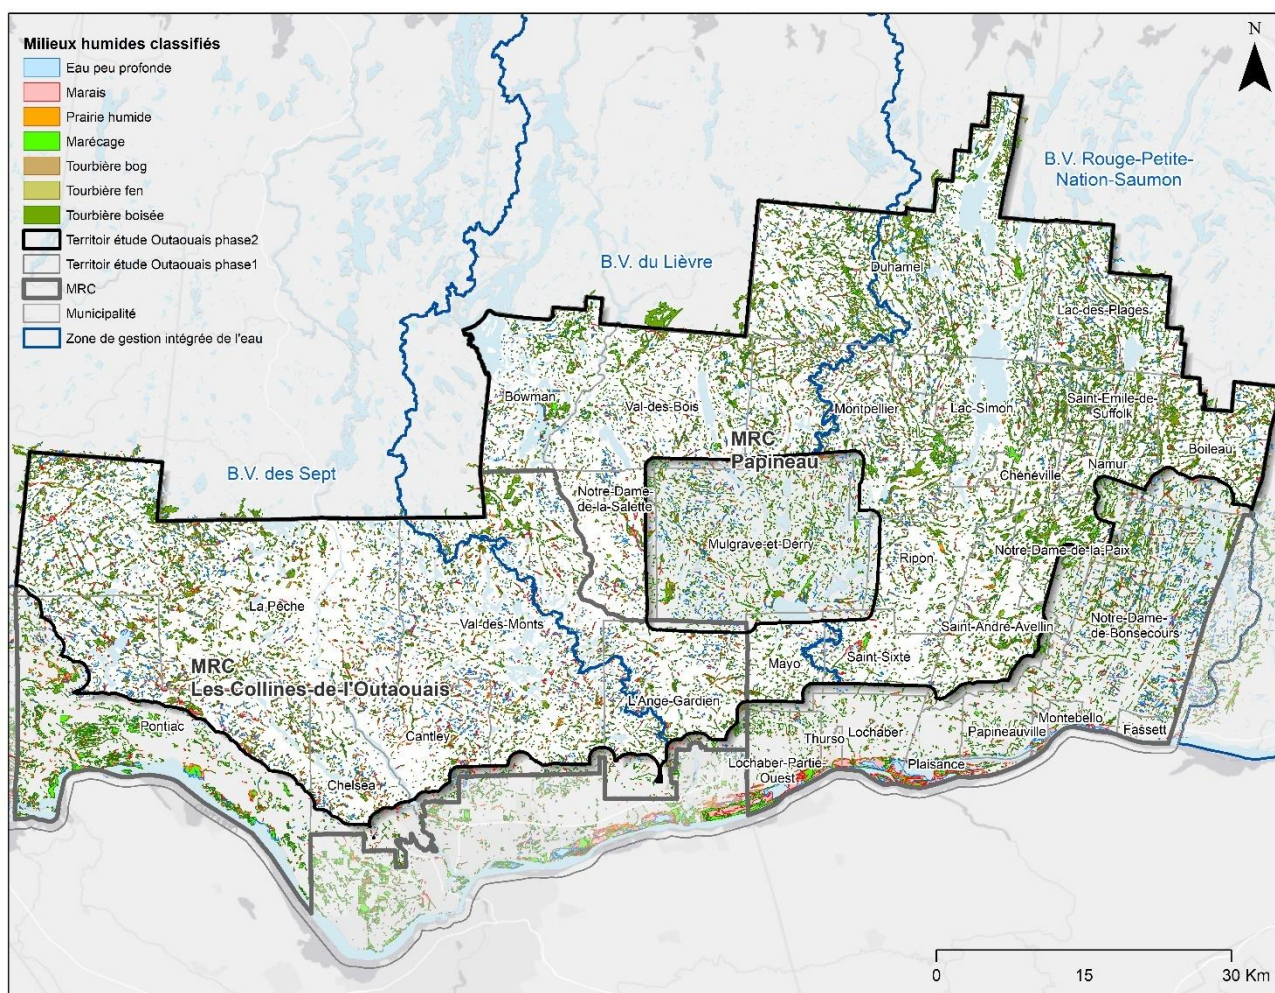 Milieux humides classifiés
Eau peu profonde
Marais
Prairie humide
Marécage
Tourbière bog
Tourbière fen
Tourbière boisée
Territoir étude Outaouais phase2
Territoir étude Outaouais phase1
MRC
Municipalité
Zone de gestion intégrée de l'eau
N
B.V. Rouge-Petite-
Nation-Saumon
B.V. du Lièvre
B.V. des Sept
Duhamel
Lac-des-Plages
Bowman
Val-des-Bois
Montpellier
Lac-Simon
Saint-Emile-de-
Suffolk
MRC
Papineau
Boileau
Namur
Chénéville
Notre-Dame-
de-la-Salette
Mulgrave-et-Derry
Ripon
Notre-Dame-de-la-Paix
La Pêche
Val-des-Monts
Saint-André-Avellin
Notre-Dame-
de-Bonsecours
Mayo
Saint-Sixte
MRC
Les Collines-de-l'Outaouais
L'Ange-Gardien
Pontiac
Cantley
Chelsea
Thurso
Lochaber
Papineauville
Montebello
Fassett
Lochaber-Partie-
Ouest
Plaisance
0
15
30 Km